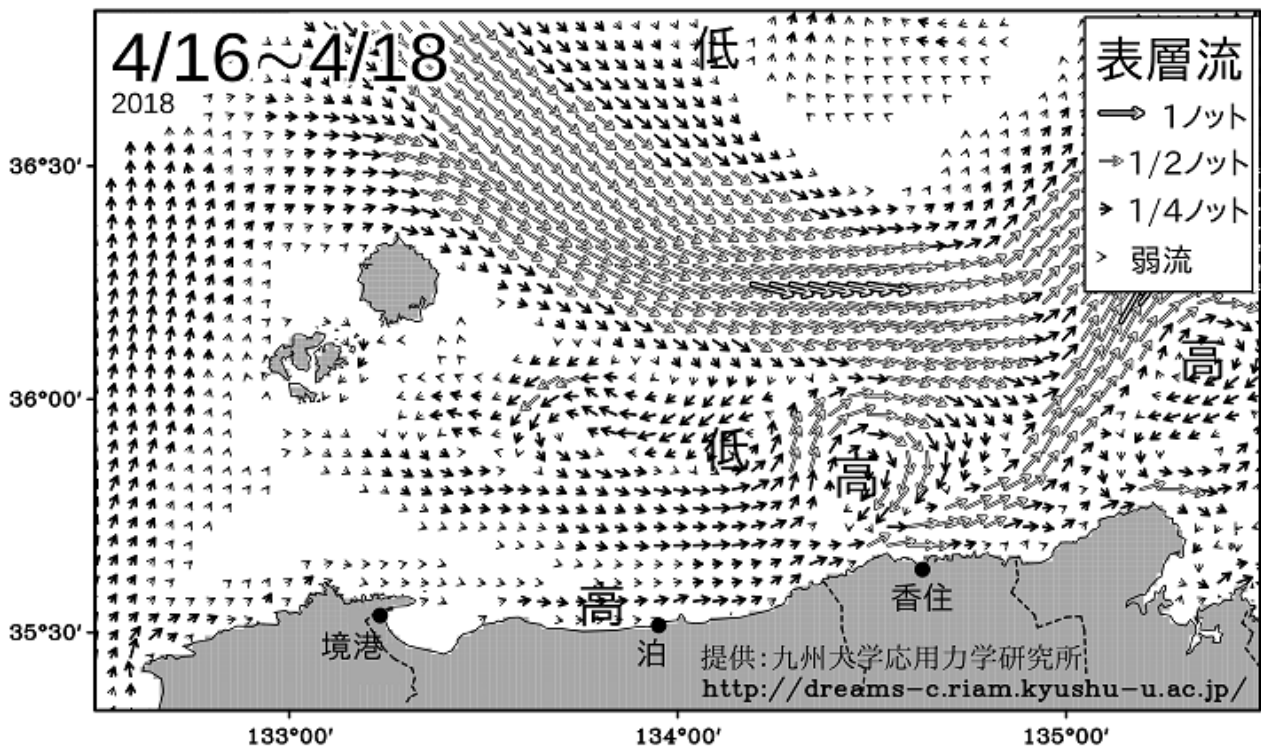 4/16~4/18
2018
低
表層流
1ノット
1/2ノット
1/4ノット
弱流
36°30′
高
36°00′
低
高
香住
高
35°30′
境港
泊
提供:九州大学応用力学研究所
http://dreams-c.riam.kyushu-u.ac.jp/
133°00′
134°00′
135°00′